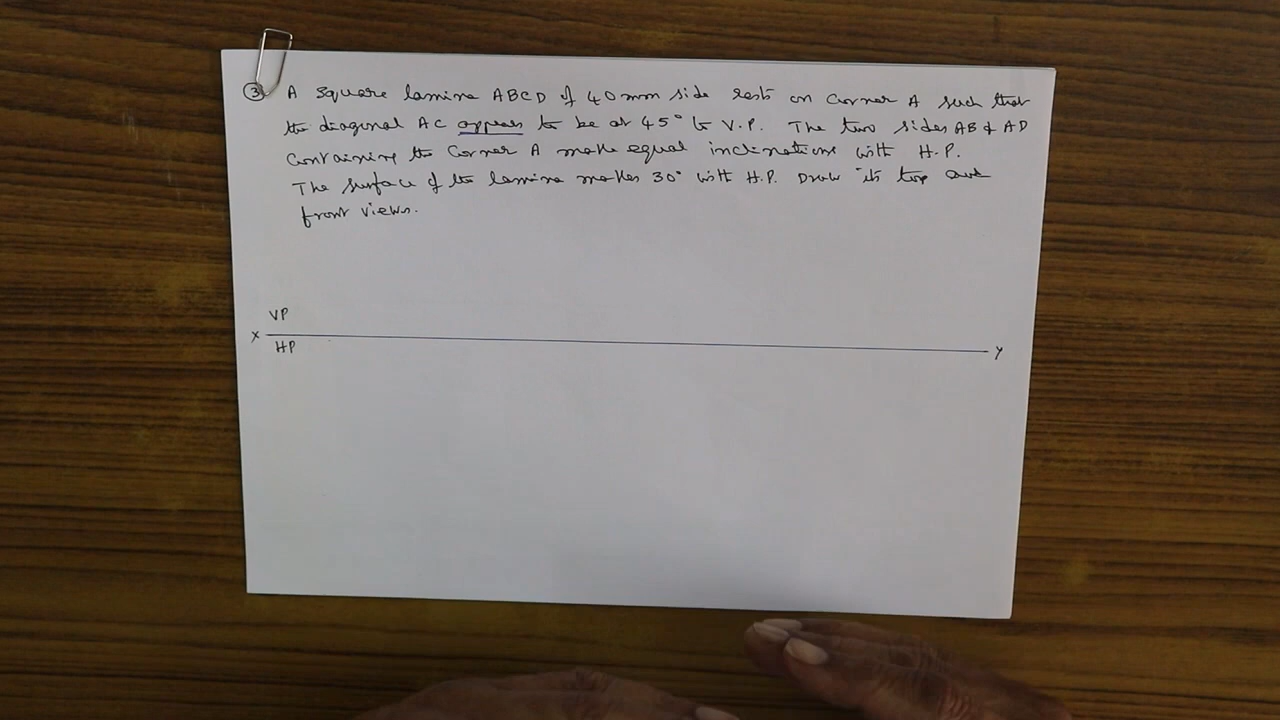 ③ A square lamina ABCD of 40mm side rests on corner A such that
the diagonal AC appears to be at 45° to V.P. The two sides AB & AD
containing the corner A make equal inclinations with H.P.
The surface of the lamina makes 30° with H.P. Draw its top and
front views.
VP
X Y
HP